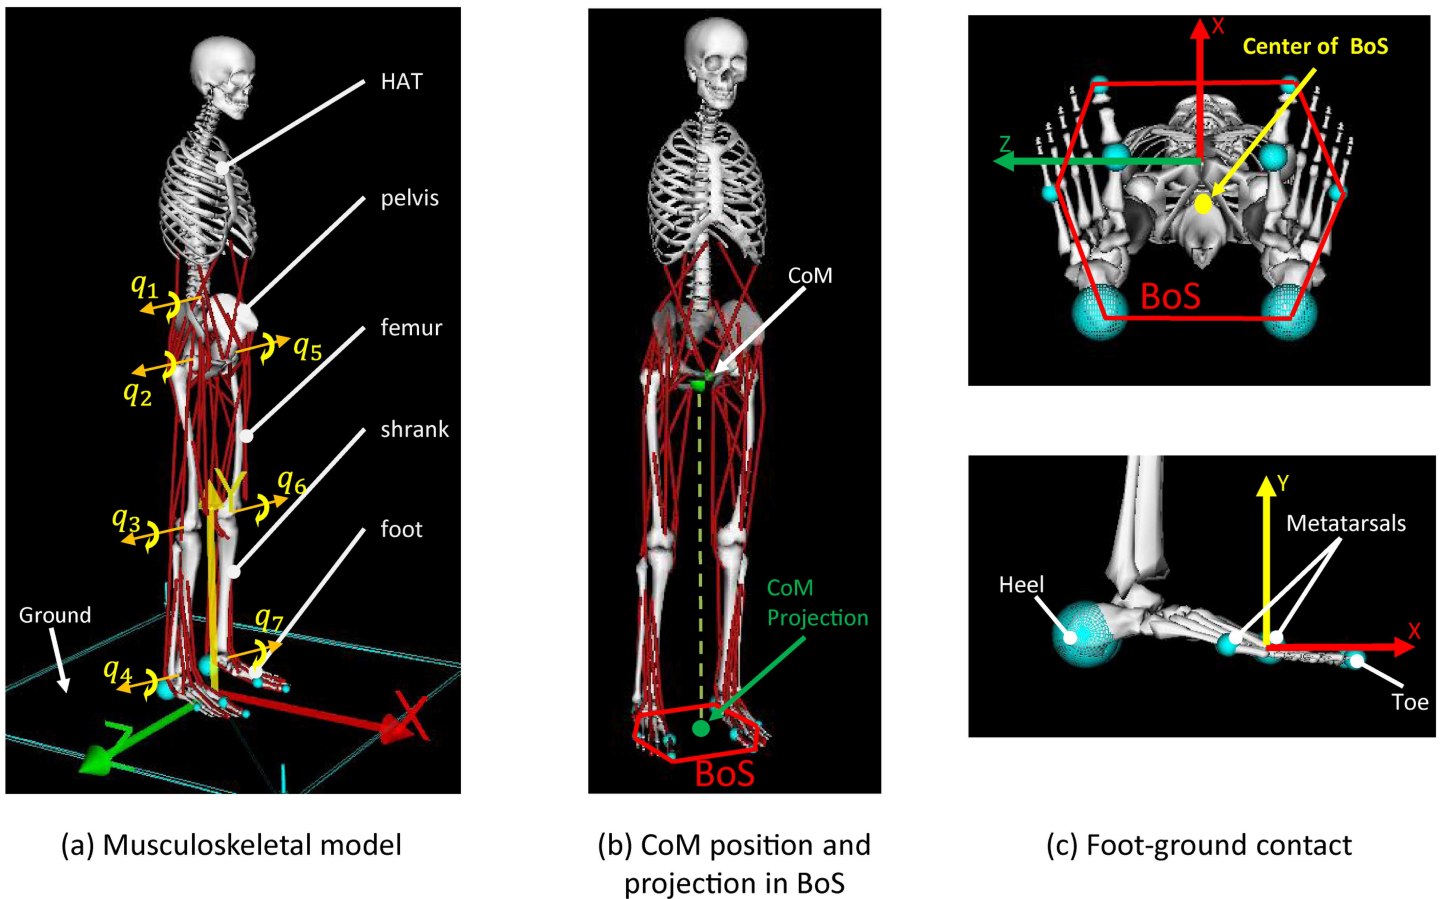 HAT
pelvis
q1
femur
q5
q2
shrank
Y
q6
q3
foot
Ground
q7
q4
Z
X
(a) Musculoskeletal model
CoM
CoM
Projection
BoS
(b) CoM position and
projection in BoS
X
Center of BoS
Z
BoS
Y
Metatarsals
Heel
X
Toe
(c) Foot-ground contact